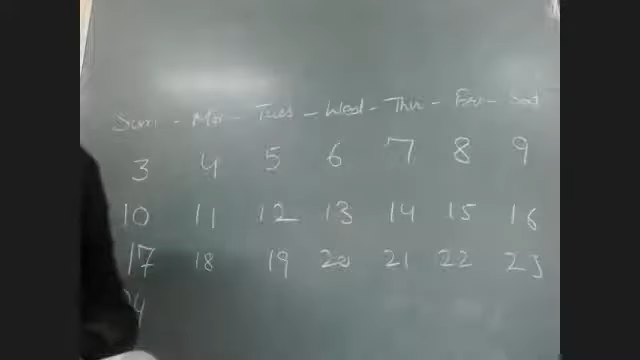 Sun - Mon - Tues - Wed - Thu - Fri - Sat
3 4 5 6 7 8 9
10 11 12 13 14 15 16
17 18 19 20 21 22 23
24